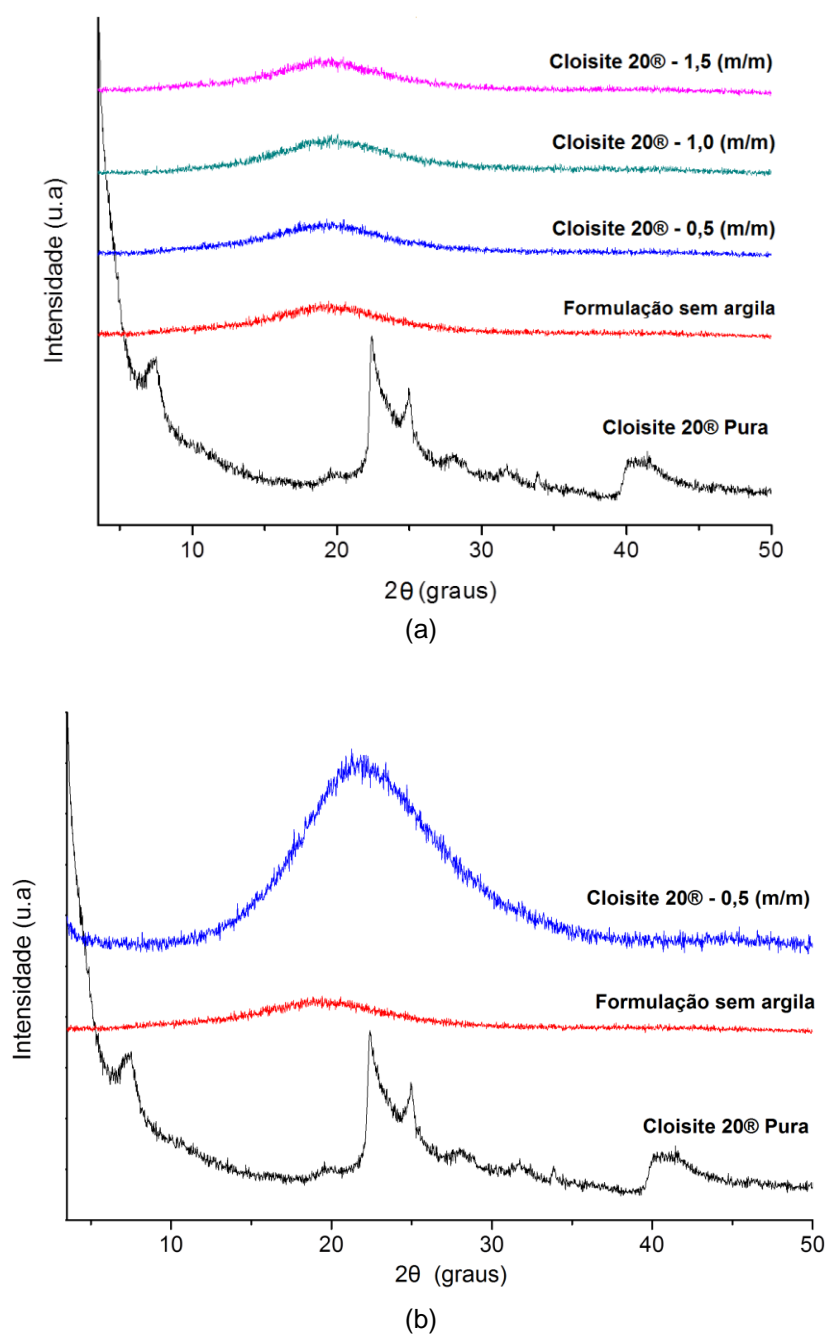 Cloisite 20® - 1,5 (m/m)
Cloisite 20® - 1,0 (m/m)
Cloisite 20® - 0,5 (m/m)
Formulação sem argila
Cloisite 20® Pura
Intensidade (u.a)
10 20 30 40 50
2θ (graus)
(a)
Cloisite 20® - 0,5 (m/m)
Formulação sem argila
Cloisite 20® Pura
Intensidade (u.a)
10 20 30 40 50
2θ (graus)
(b)